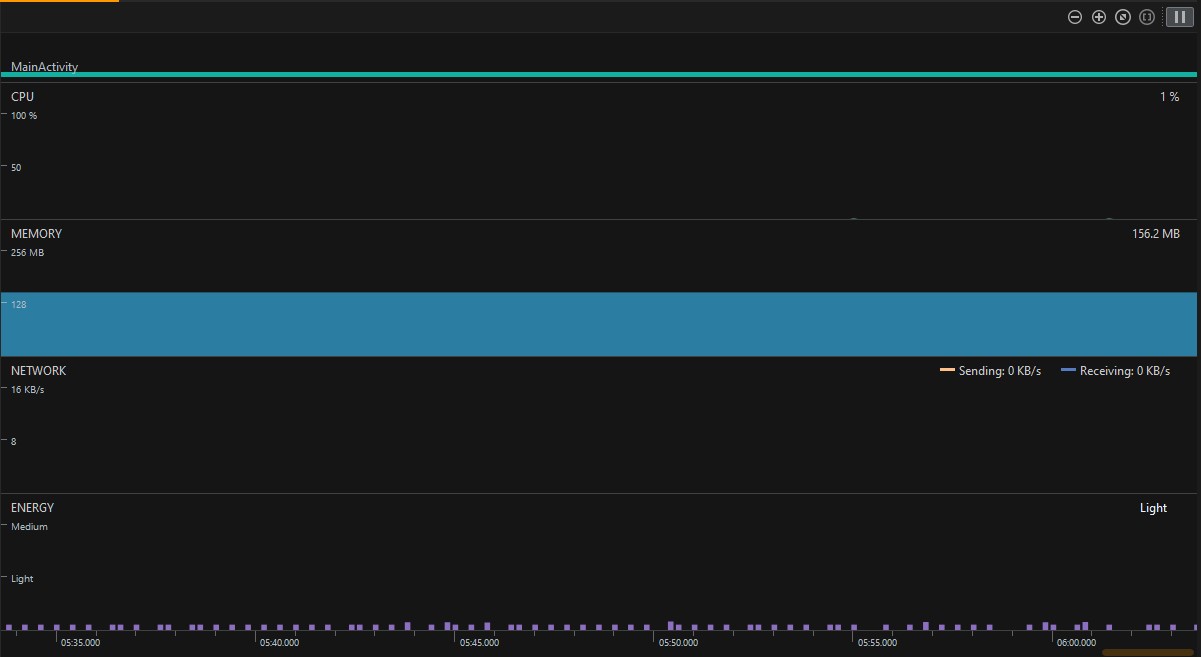 MainActivity
CPU 1 %
100 %
50
MEMORY 156.2 MB
256 MB
128
NETWORK Sending: 0 KB/s Receiving: 0 KB/s
16 KB/s
8
ENERGY Light
Medium
Light
05:35.000 05:40.000 05:45.000 05:50.000 05:55.000 06:00.000